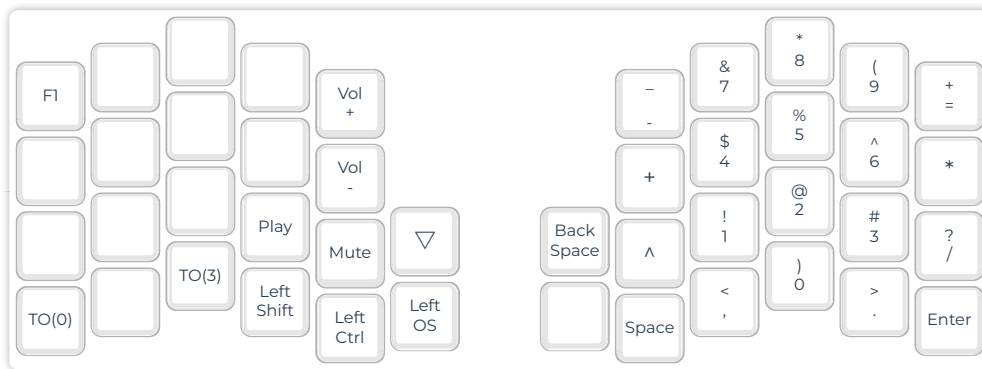 F1
Vol
+
Vol
-
Play
Mute
▽
TO(3)
TO(0)
Left
Shift
Left
Ctrl
Left
OS
_
-
&
7
*
8
(
9
+
=
+
$
4
%
5
^
6
*
Back
Space
^
!
1
@
2
#
3
?
/
Space
<
,
)
0
>
.
Enter